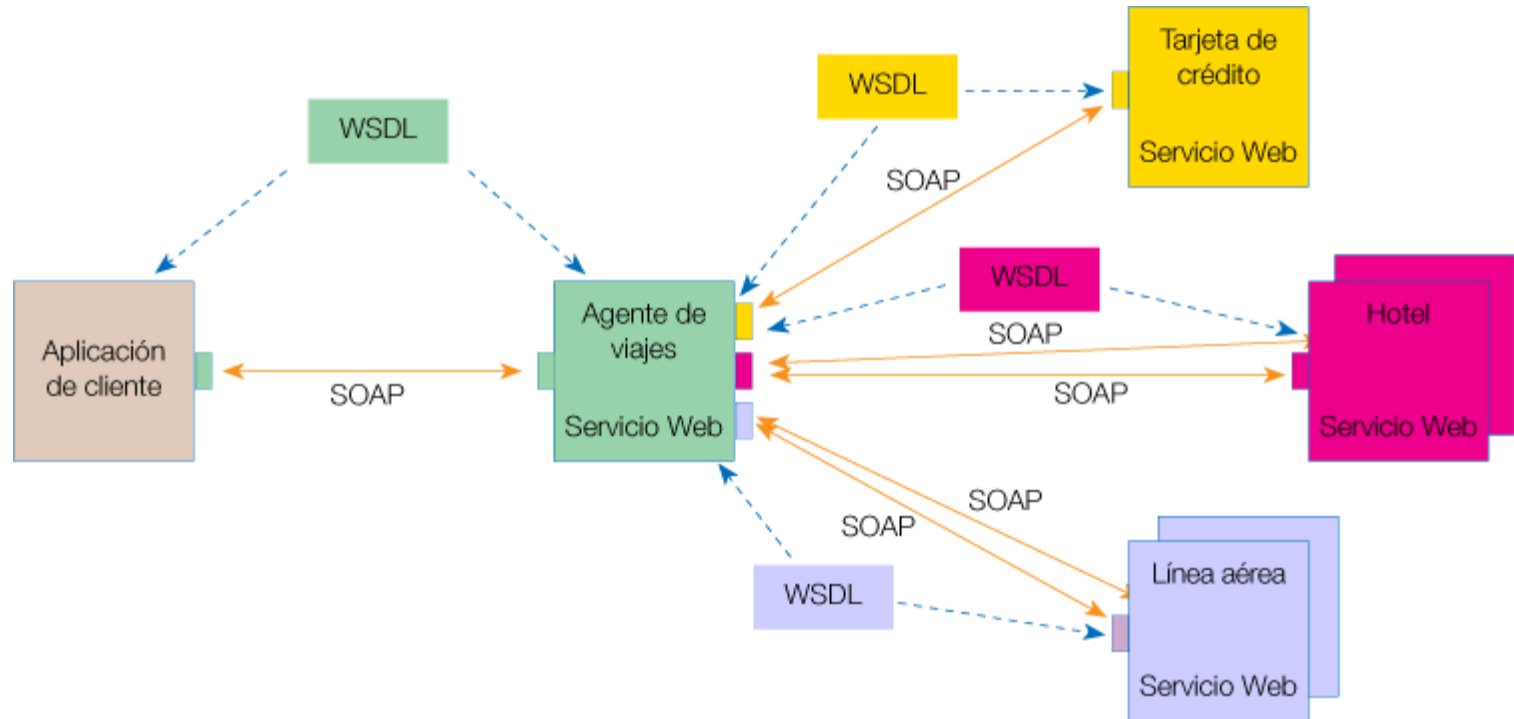 Tarjeta de
crédito
WSDL
WSDL
Servicio Web
SOAP
WSDL
Agente de
viajes
Hotel
SOAP
Aplicación
de cliente
SOAP
SOAP
Servicio Web
Servicio Web
SOAP
SOAP
Línea aérea
WSDL
Servicio Web